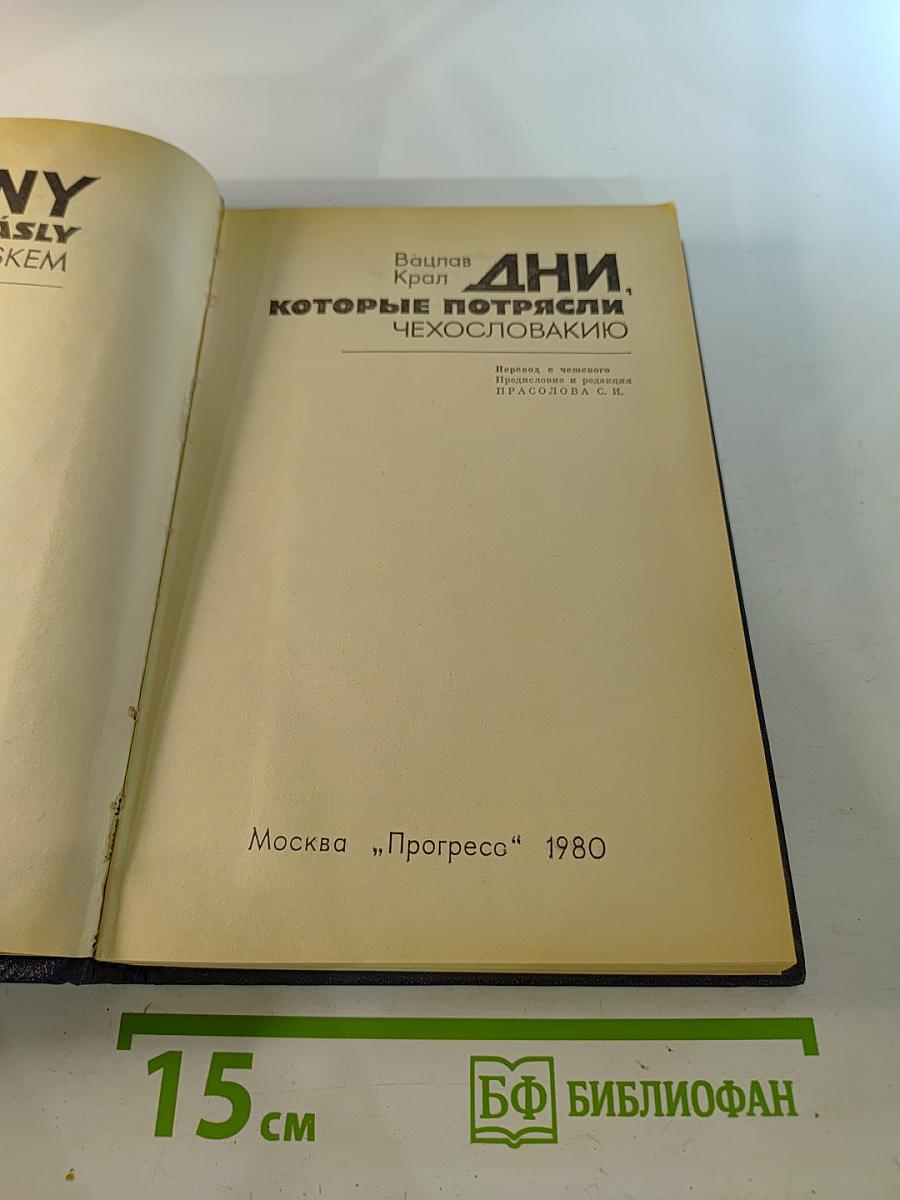 NY
ÁSLY
SKEM
Вацлав
Крал
ДНИ,
КОТОРЫЕ ПОТРЯСЛИ
ЧЕХОСЛОВАКИЮ
Перевод с чешского
Предисловие и редакция
ПРАСОЛОВА С. И.
Москва „Прогресс“ 1980
15 см
БФ БИБЛИОФАН